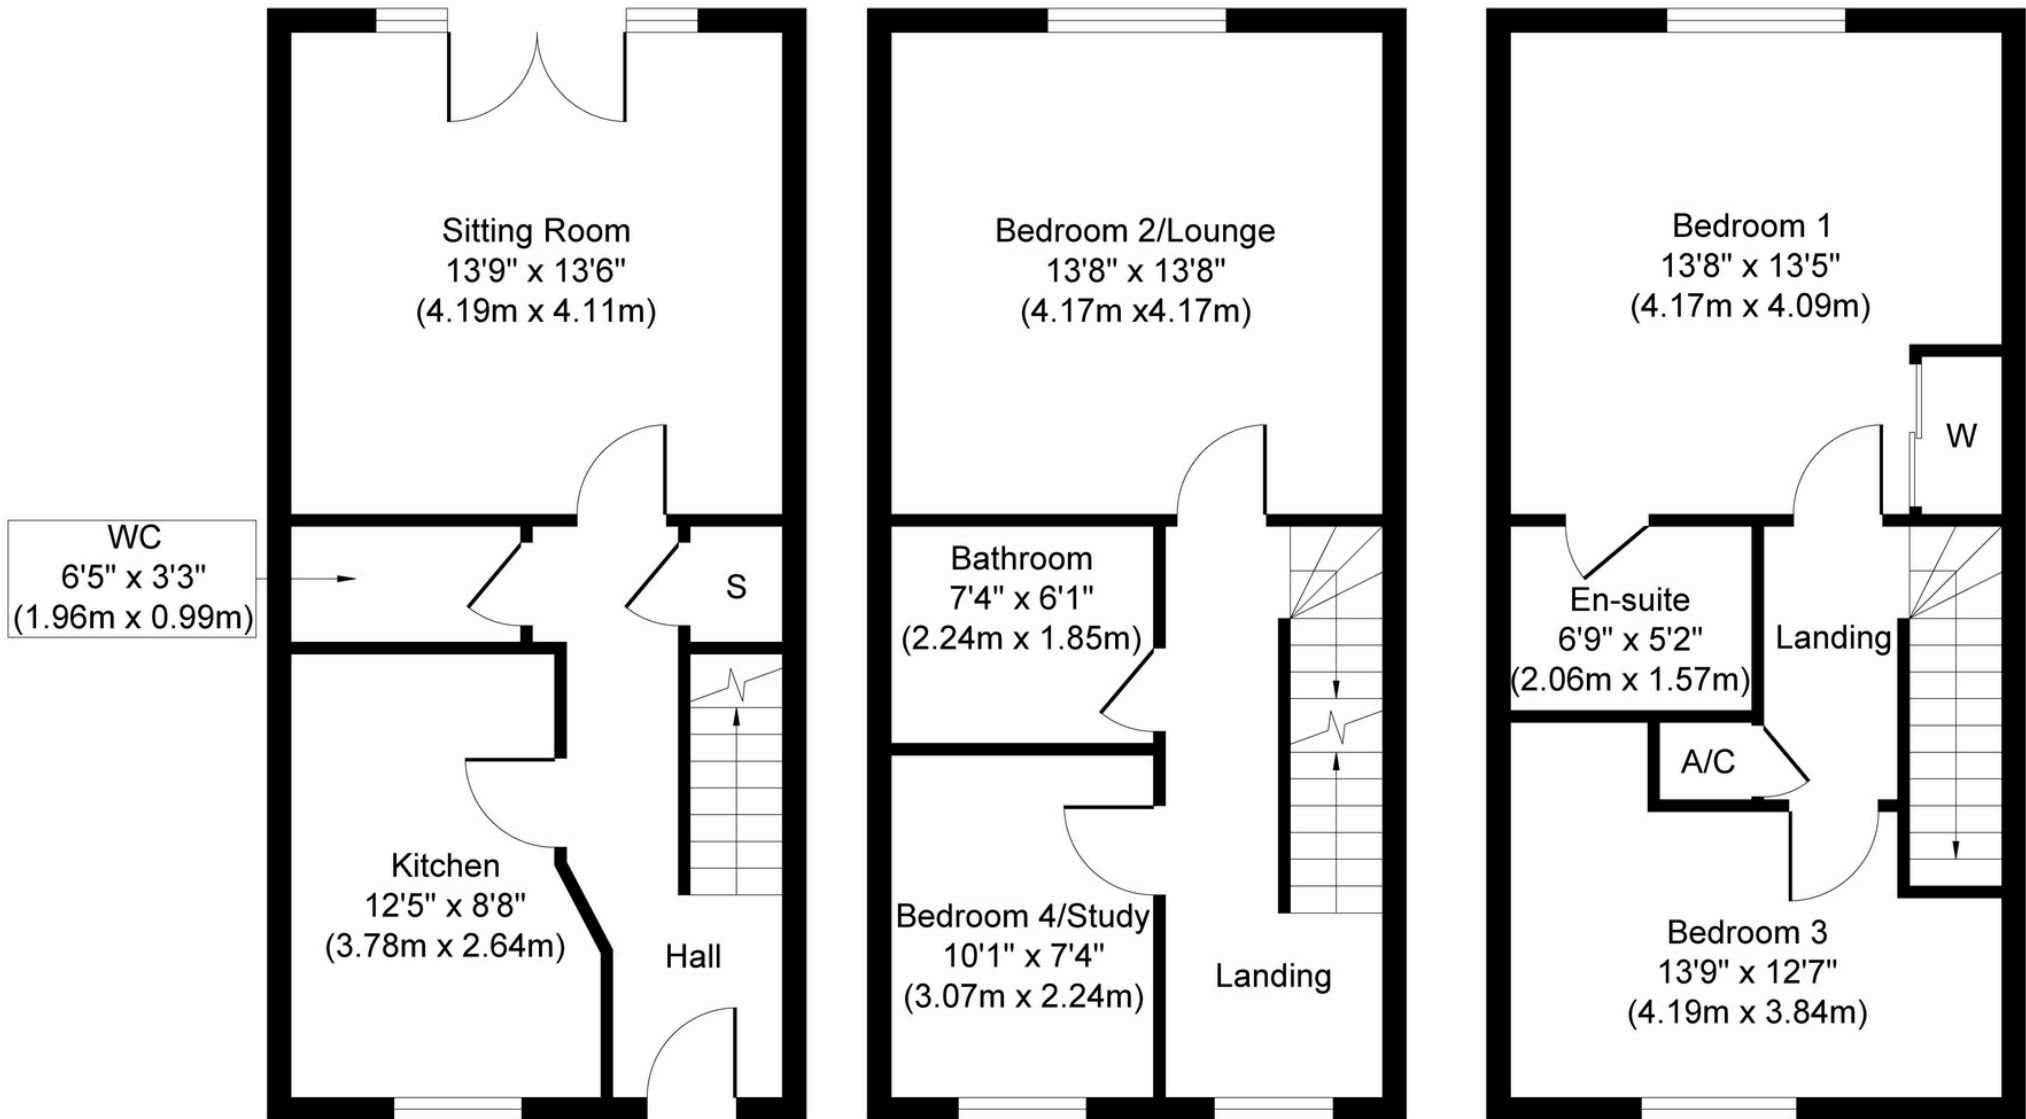 Sitting Room
13'9" x 13'6"
(4.19m x 4.11m)
WC
6'5" x 3'3"
(1.96m x 0.99m)
S
Kitchen
12'5" x 8'8"
(3.78m x 2.64m)
Hall
Bedroom 2/Lounge
13'8" x 13'8"
(4.17m x4.17m)
Bathroom
7'4" x 6'1"
(2.24m x 1.85m)
Bedroom 4/Study
10'1" x 7'4"
(3.07m x 2.24m)
Landing
Bedroom 1
13'8" x 13'5"
(4.17m x 4.09m)
W
En-suite
6'9" x 5'2"
(2.06m x 1.57m)
Landing
A/C
Bedroom 3
13'9" x 12'7"
(4.19m x 3.84m)